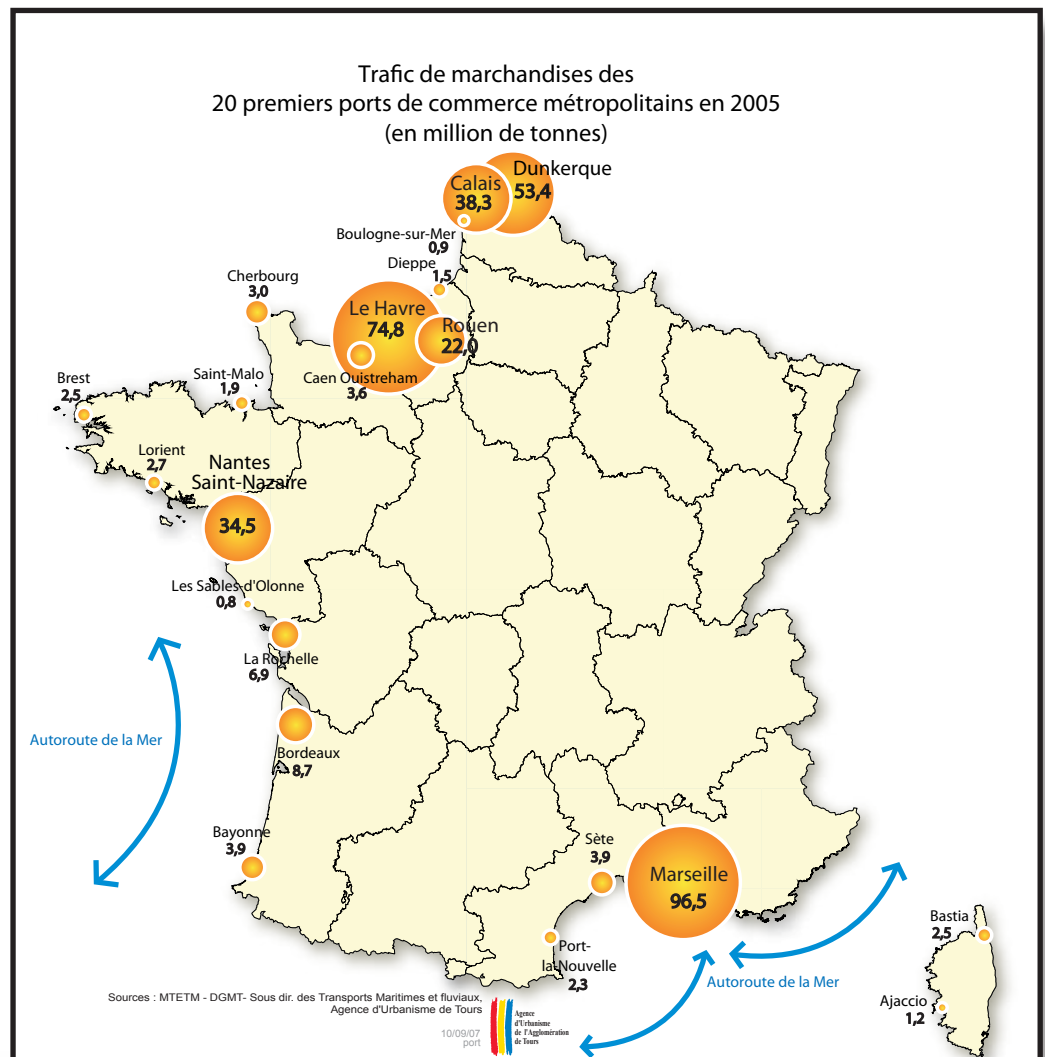 Trafic de marchandises des
20 premiers ports de commerce métropolitains en 2005
(en million de tonnes)
Dunkerque
53,4
Calais
38,3
Boulogne-sur-Mer
0,9
Dieppe
1,5
Cherbourg
3,0
Le Havre
74,8
Rouen
22,0
Caen Ouistreham
3,6
Saint-Malo
1,9
Brest
2,5
Lorient
2,7
Nantes
Saint-Nazaire
34,5
Les Sables-d'Olonne
0,8
La Rochelle
6,9
Autoroute de la Mer
Bordeaux
8,7
Bayonne
3,9
Sète
3,9
Marseille
96,5
Port-
la-Nouvelle
2,3
Autoroute de la Mer
Bastia
2,5
Ajaccio
1,2
Sources : MTETM - DGMT- Sous dir. des Transports Maritimes et fluviaux,
Agence d'Urbanisme de Tours
10/09/07
port
Agence
d'Urbanisme
de l'Agglomération
de Tours